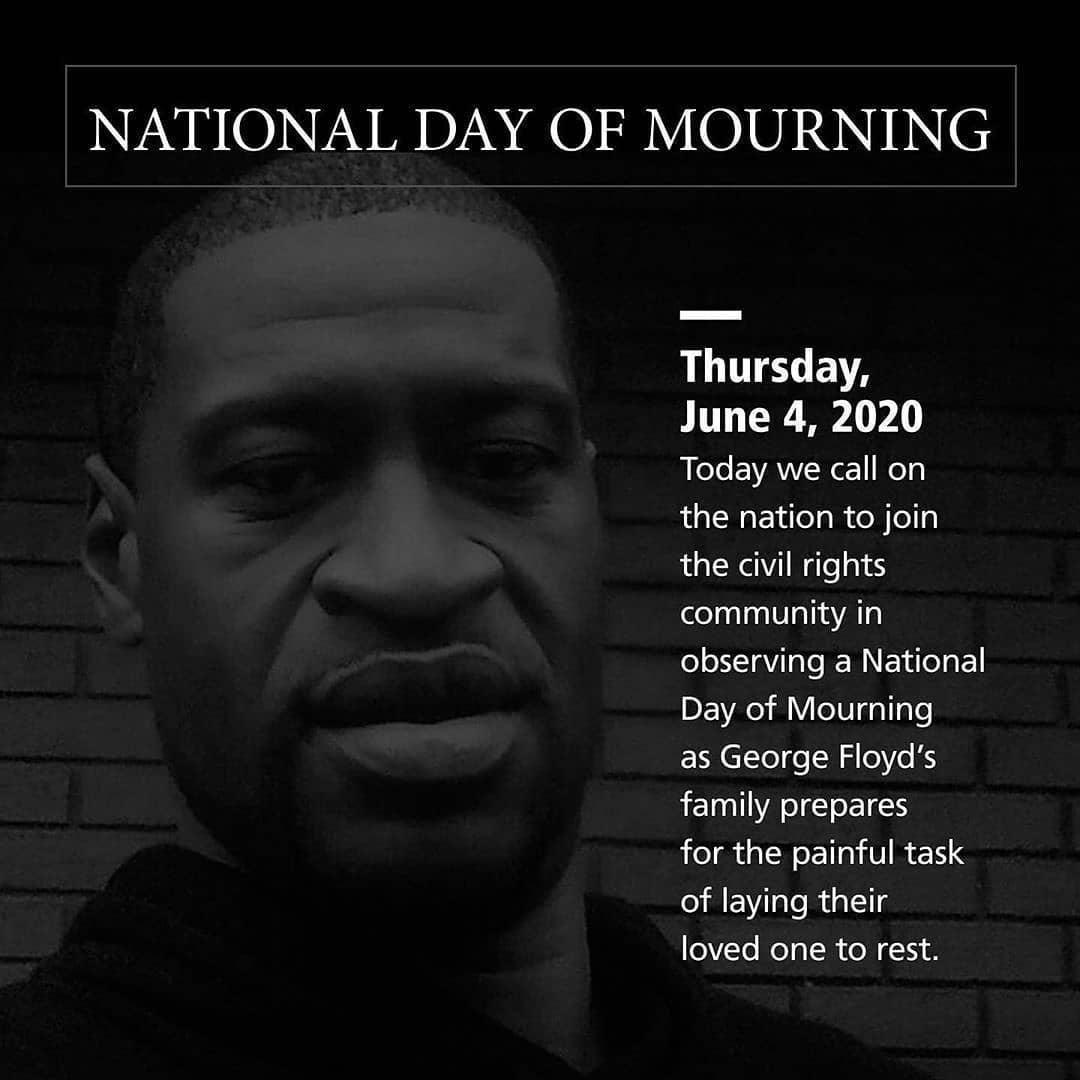 NATIONAL DAY OF MOURNING
Thursday,
June 4, 2020
Today we call on
the nation to join
the civil rights
community in
observing a National
Day of Mourning
as George Floyd’s
family prepares
for the painful task
of laying their
loved one to rest.